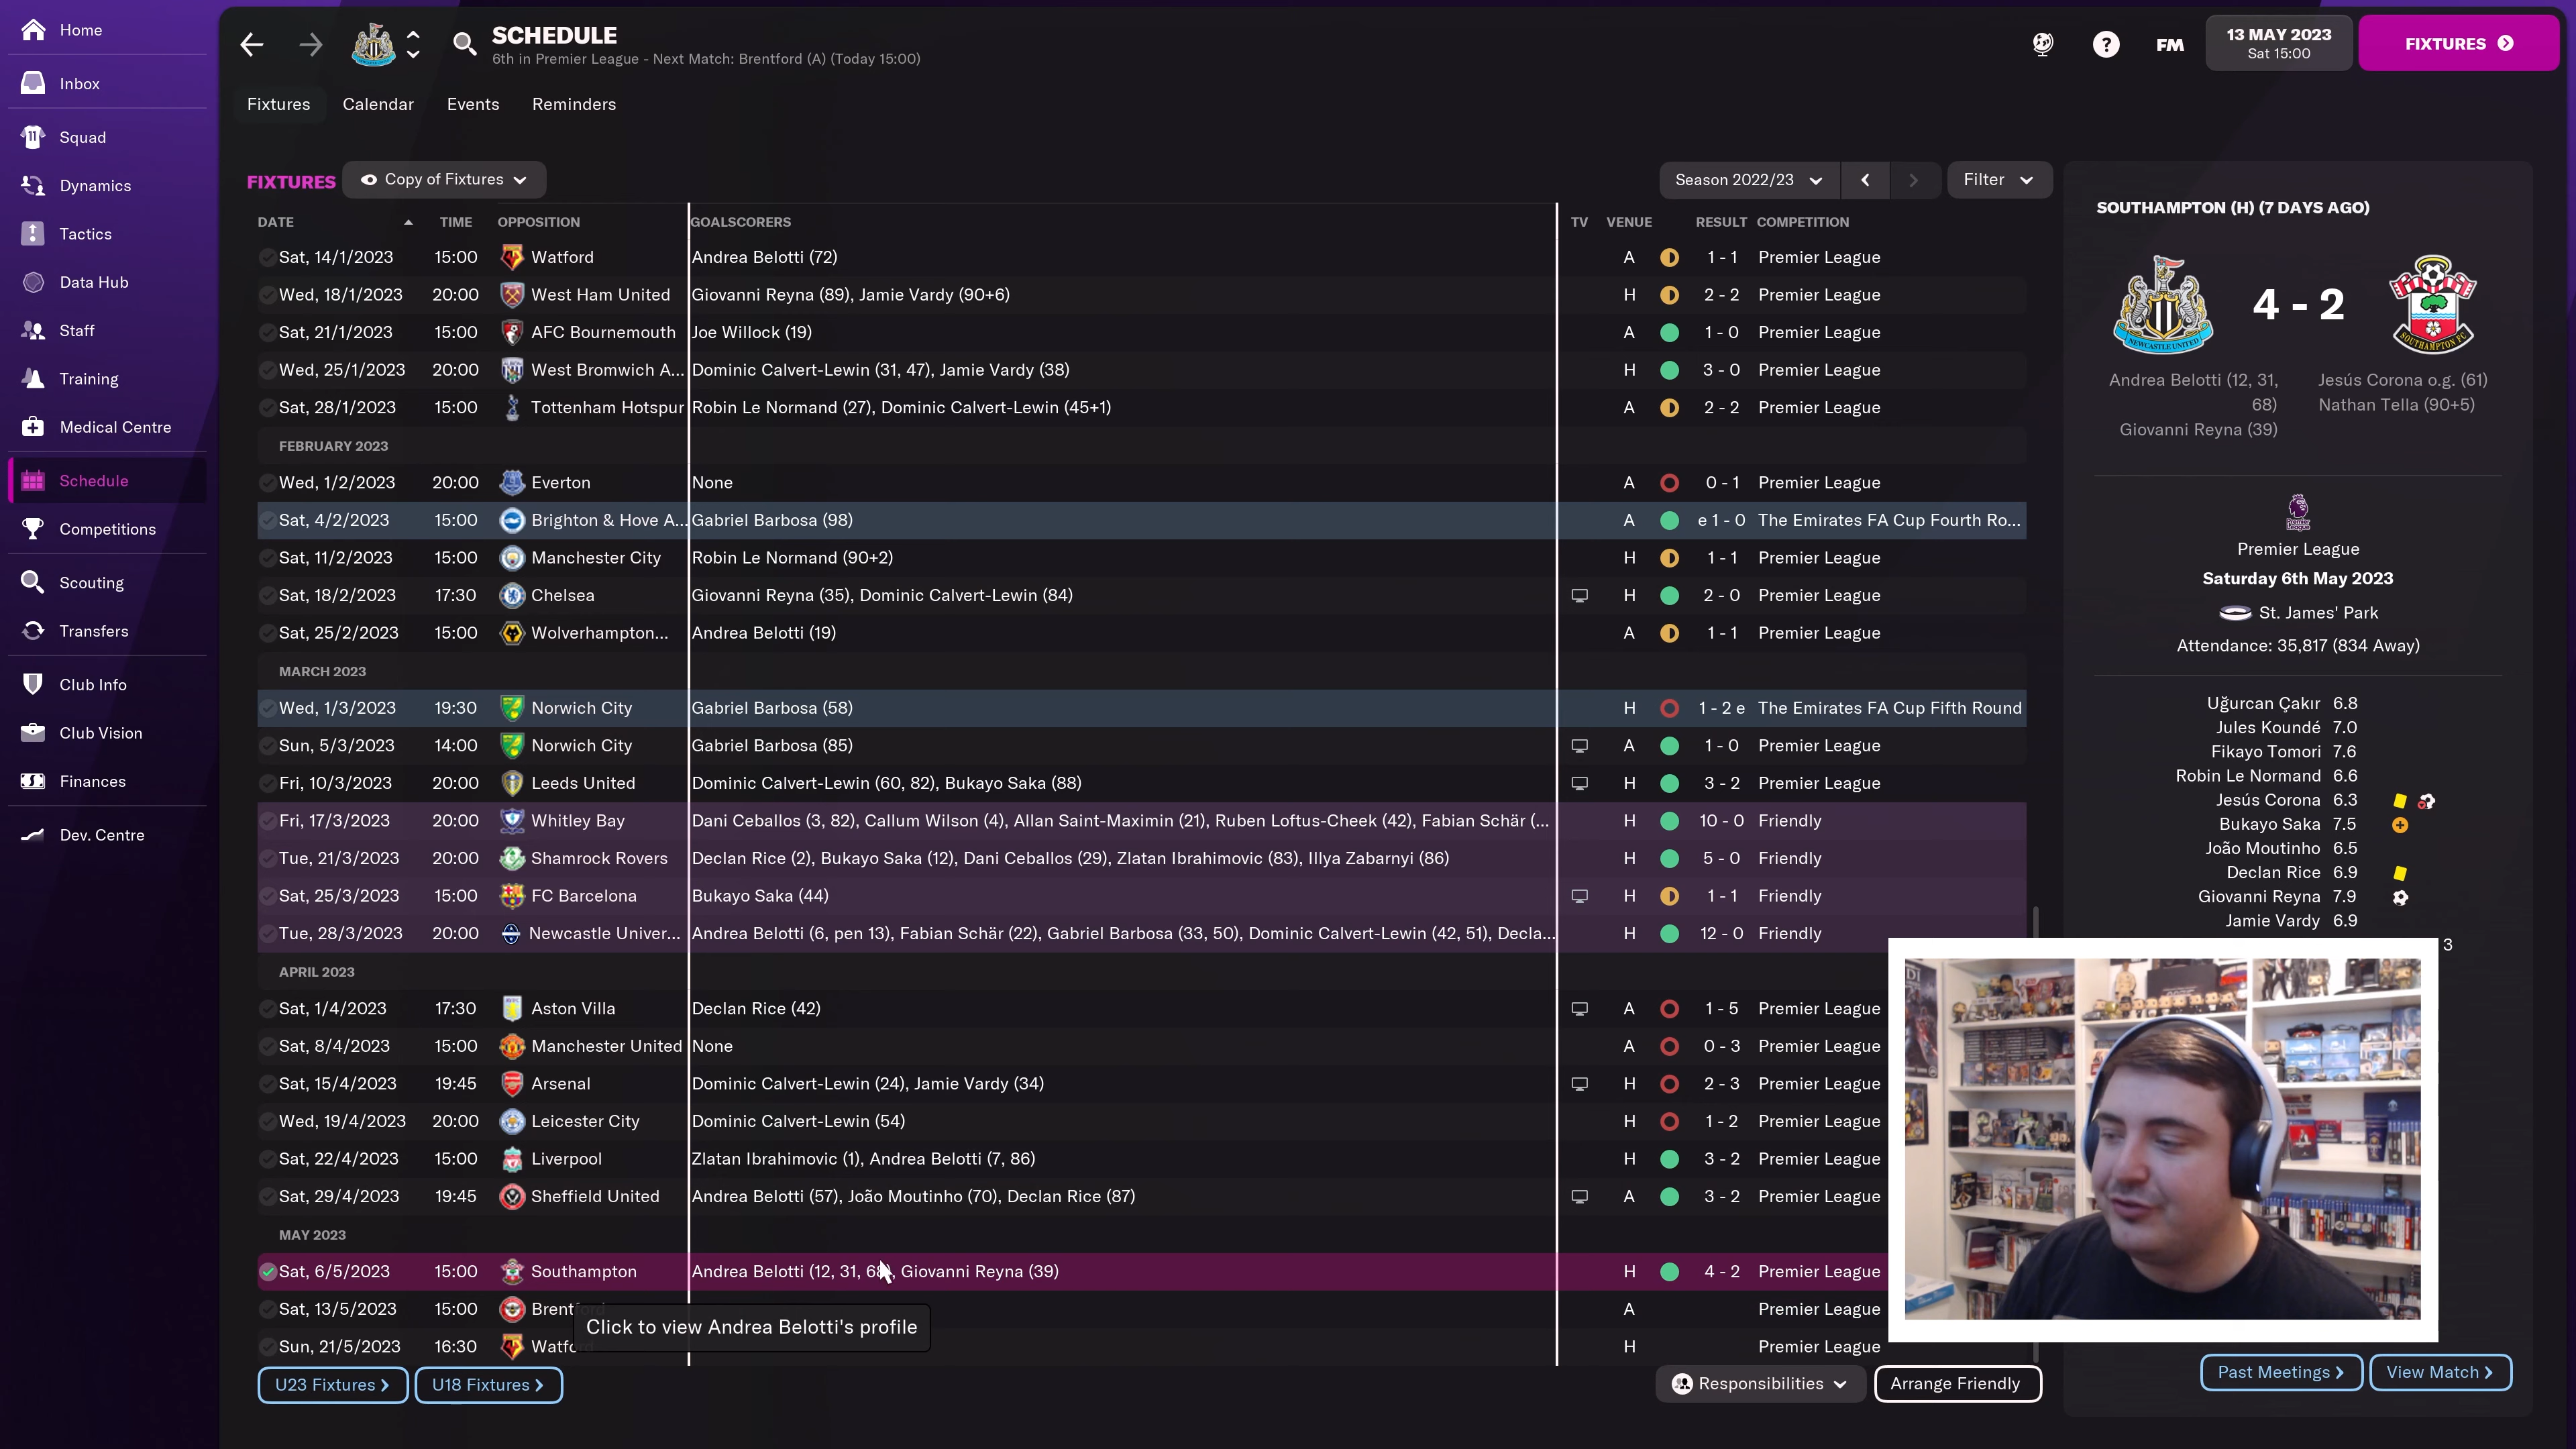 Home
Inbox
Squad
Dynamics
Tactics
Data Hub
Staff
Training
Medical Centre
Schedule
Competitions
Scouting
Transfers
Club Info
Club Vision
Finances
Dev. Centre
SCHEDULE
6th in Premier League - Next Match: Brentford (A) (Today 15:00)
FM
13 MAY 2023
Sat 15:00
FIXTURES
Fixtures Calendar Events Reminders
FIXTURES Copy of Fixtures Season 2022/23 Filter
DATE TIME OPPOSITION GOALSCORERS TV VENUE RESULT COMPETITION
Sat, 14/1/2023 15:00 Watford Andrea Belotti (72) A 1 - 1 Premier League
Wed, 18/1/2023 20:00 West Ham United Giovanni Reyna (89), Jamie Vardy (90+6) H 2 - 2 Premier League
Sat, 21/1/2023 15:00 AFC Bournemouth Joe Willock (19) A 1 - 0 Premier League
Wed, 25/1/2023 20:00 West Bromwich A... Dominic Calvert-Lewin (31, 47), Jamie Vardy (38) H 3 - 0 Premier League
Sat, 28/1/2023 15:00 Tottenham Hotspur Robin Le Normand (27), Dominic Calvert-Lewin (45+1) A 2 - 2 Premier League
FEBRUARY 2023
Wed, 1/2/2023 20:00 Everton None A 0 - 1 Premier League
Sat, 4/2/2023 15:00 Brighton & Hove A... Gabriel Barbosa (98) A e 1 - 0 The Emirates FA Cup Fourth Ro...
Sat, 11/2/2023 15:00 Manchester City Robin Le Normand (90+2) H 1 - 1 Premier League
Sat, 18/2/2023 17:30 Chelsea Giovanni Reyna (35), Dominic Calvert-Lewin (84) H 2 - 0 Premier League
Sat, 25/2/2023 15:00 Wolverhampton... Andrea Belotti (19) A 1 - 1 Premier League
MARCH 2023
Wed, 1/3/2023 19:30 Norwich City Gabriel Barbosa (58) H 1 - 2 e The Emirates FA Cup Fifth Round
Sun, 5/3/2023 14:00 Norwich City Gabriel Barbosa (85) A 1 - 0 Premier League
Fri, 10/3/2023 20:00 Leeds United Dominic Calvert-Lewin (60, 82), Bukayo Saka (88) H 3 - 2 Premier League
Fri, 17/3/2023 20:00 Whitley Bay Dani Ceballos (3, 82), Callum Wilson (4), Allan Saint-Maximin (21), Ruben Loftus-Cheek (42), Fabian Schär (... H 10 - 0 Friendly
Tue, 21/3/2023 20:00 Shamrock Rovers Declan Rice (2), Bukayo Saka (12), Dani Ceballos (29), Zlatan Ibrahimovic (83), Illya Zabarnyi (86) H 5 - 0 Friendly
Sat, 25/3/2023 15:00 FC Barcelona Bukayo Saka (44) H 1 - 1 Friendly
Tue, 28/3/2023 20:00 Newcastle Univer... Andrea Belotti (6, pen 13), Fabian Schär (22), Gabriel Barbosa (33, 50), Dominic Calvert-Lewin (42, 51), Decla... H 12 - 0 Friendly
APRIL 2023
Sat, 1/4/2023 17:30 Aston Villa Declan Rice (42) A 1 - 5 Premier League
Sat, 8/4/2023 15:00 Manchester United None A 0 - 3 Premier League
Sat, 15/4/2023 19:45 Arsenal Dominic Calvert-Lewin (24), Jamie Vardy (34) H 2 - 3 Premier League
Wed, 19/4/2023 20:00 Leicester City Dominic Calvert-Lewin (54) H 1 - 2 Premier League
Sat, 22/4/2023 15:00 Liverpool Zlatan Ibrahimovic (1), Andrea Belotti (7, 86) H 3 - 2 Premier League
Sat, 29/4/2023 19:45 Sheffield United Andrea Belotti (57), João Moutinho (70), Declan Rice (87) A 3 - 2 Premier League
MAY 2023
Sat, 6/5/2023 15:00 Southampton Andrea Belotti (12, 31, 68), Giovanni Reyna (39) H 4 - 2 Premier League
Sat, 13/5/2023 15:00 Brent A Premier League
Click to view Andrea Belotti's profile
Sun, 21/5/2023 16:30 Watf H Premier League
U23 Fixtures U18 Fixtures Responsibilities Arrange Friendly
SOUTHAMPTON (H) (7 DAYS AGO)
NEWCASTLE UNITED
SOUTHAMPTON FC
4 - 2
Andrea Belotti (12, 31, 68)
Giovanni Reyna (39)
Jesús Corona o.g. (61)
Nathan Tella (90+5)
Premier League
Premier League
Saturday 6th May 2023
St. James' Park
Attendance: 35,817 (834 Away)
Uğurcan Çakır 6.8
Jules Koundé 7.0
Fikayo Tomori 7.6
Robin Le Normand 6.6
Jesús Corona 6.3
Bukayo Saka 7.5
João Moutinho 6.5
Declan Rice 6.9
Giovanni Reyna 7.9
Jamie Vardy 6.9
3
Past Meetings View Match